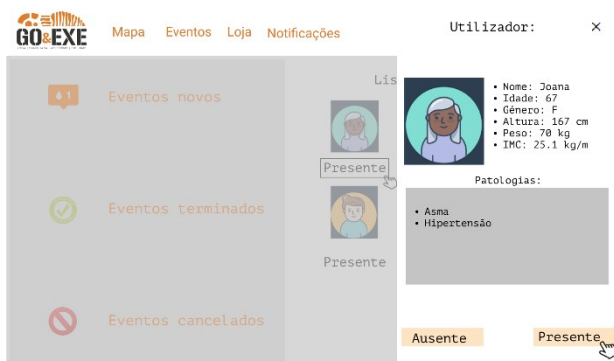 GO&EXE
Mapa
Eventos
Loja
Notificações
Eventos novos
Eventos terminados
Eventos cancelados
Lis
Presente
Presente
Utilizador:
×
• Nome: Joana
• Idade: 67
• Género: F
• Altura: 167 cm
• Peso: 70 kg
• IMC: 25.1 kg/m
Patologias:
• Asma
• Hipertensão
Ausente
Presente